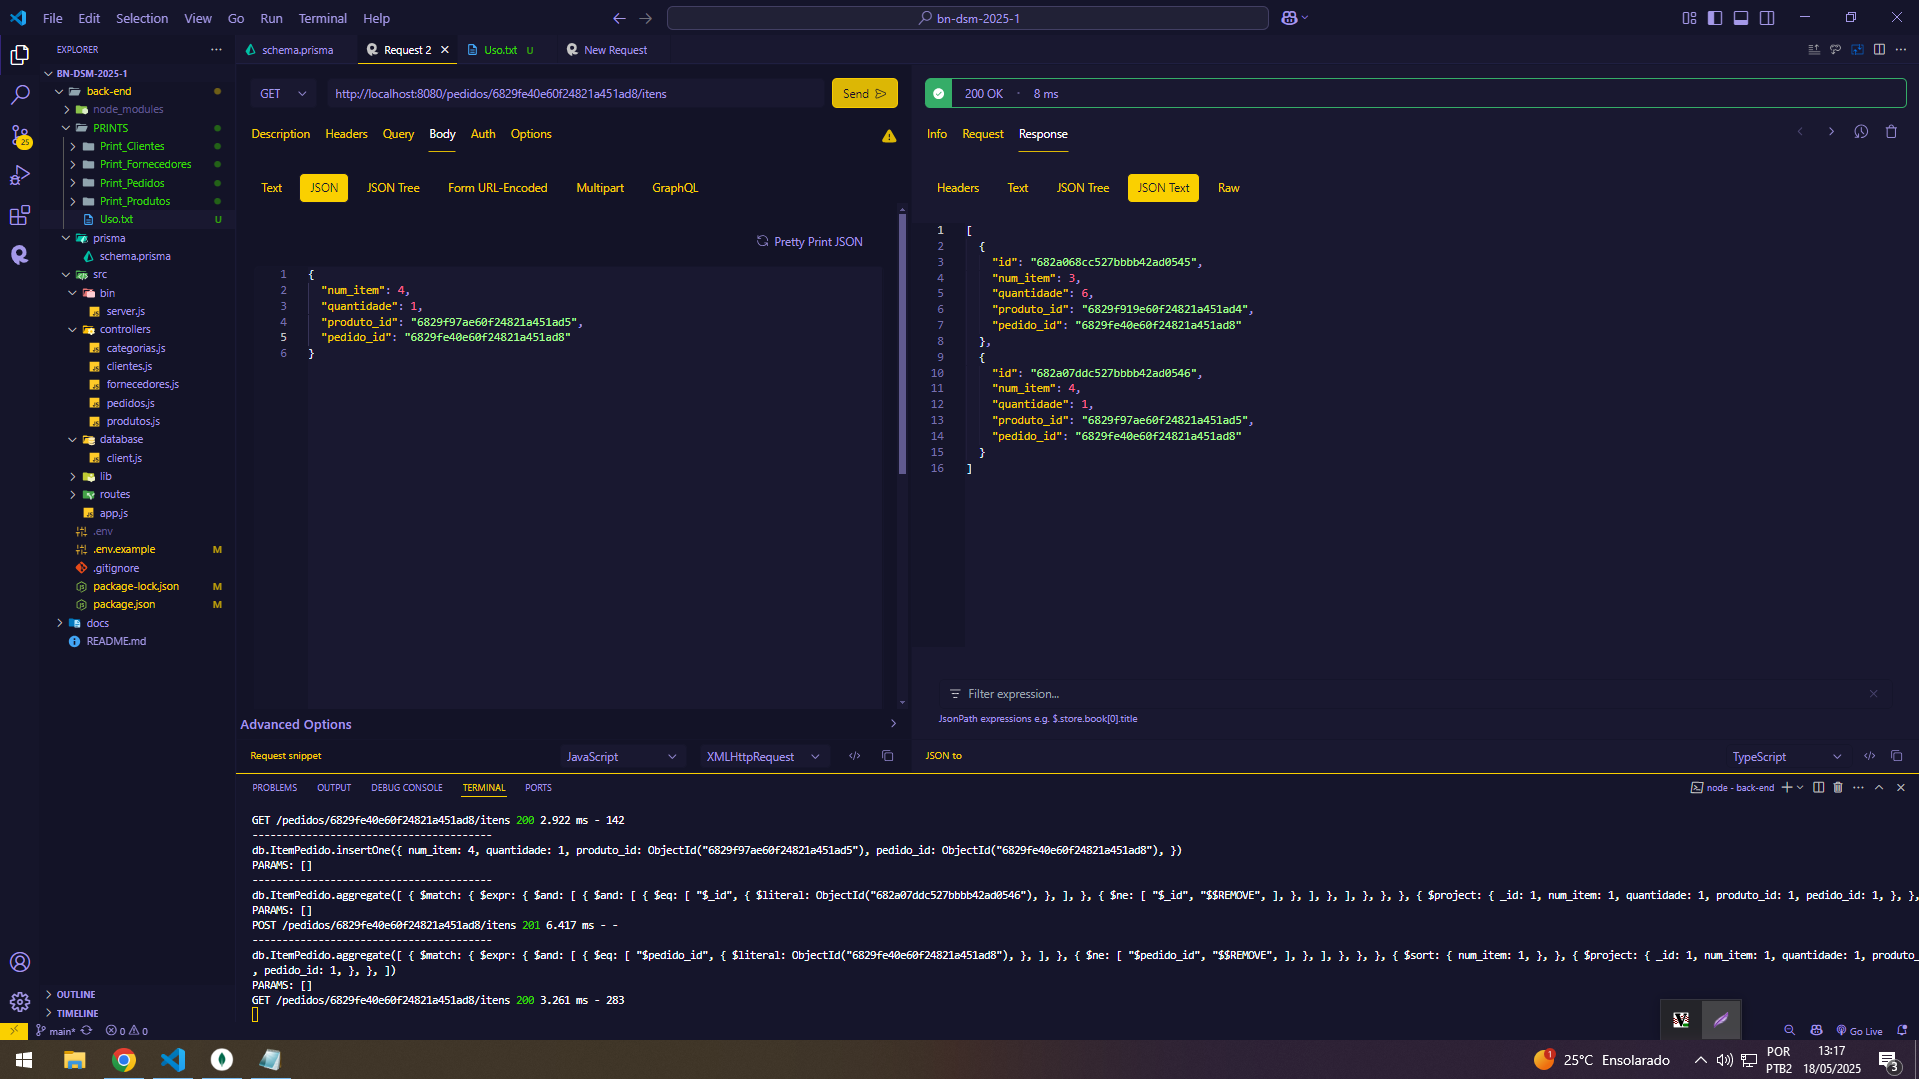 File Edit Selection View Go Run Terminal Help
bn-dsm-2025-1
EXPLORER
BN-DSM-2025-1
back-end
node_modules
PRINTS
Print_Clientes
Print_Fornecedores
Print_Pedidos
Print_Produtos
Uso.txt U
prisma
schema.prisma
src
bin
server.js
controllers
categorias.js
clientes.js
fornecedores.js
pedidos.js
produtos.js
database
client.js
lib
routes
app.js
.env
.env.example M
.gitignore
package-lock.json M
package.json M
docs
README.md
OUTLINE
TIMELINE
25
schema.prisma Request 2 Uso.txt U New Request
GET http://localhost:8080/pedidos/6829fe40e60f24821a451ad8/itens Send
Description Headers Query Body Auth Options
Text JSON JSON Tree Form URL-Encoded Multipart GraphQL
Pretty Print JSON
1 {
2 "num_item": 4,
3 "quantidade": 1,
4 "produto_id": "6829f97ae60f24821a451ad5",
5 "pedido_id": "6829fe40e60f24821a451ad8"
6 }
Advanced Options
Request snippet JavaScript XMLHttpRequest
200 OK · 8 ms
Info Request Response
Headers Text JSON Tree JSON Text Raw
1 [
2 {
3 "id": "682a068cc527bbbb42ad0545",
4 "num_item": 3,
5 "quantidade": 6,
6 "produto_id": "6829f919e60f24821a451ad4",
7 "pedido_id": "6829fe40e60f24821a451ad8"
8 },
9 {
10 "id": "682a07ddc527bbbb42ad0546",
11 "num_item": 4,
12 "quantidade": 1,
13 "produto_id": "6829f97ae60f24821a451ad5",
14 "pedido_id": "6829fe40e60f24821a451ad8"
15 }
16 ]
Filter expression...
JsonPath expressions e.g. $.store.book[0].title
JSON to TypeScript
PROBLEMS OUTPUT DEBUG CONSOLE TERMINAL PORTS
node - back-end
GET /pedidos/6829fe40e60f24821a451ad8/itens 200 2.922 ms - 142
----------------------------------------
db.ItemPedido.insertOne({ num_item: 4, quantidade: 1, produto_id: ObjectId("6829f97ae60f24821a451ad5"), pedido_id: ObjectId("6829fe40e60f24821a451ad8"), })
PARAMS: []
----------------------------------------
db.ItemPedido.aggregate([ { $match: { $expr: { $and: [ { $and: [ { $eq: [ "$_id", { $literal: ObjectId("682a07ddc527bbbb42ad0546"), }, ], }, { $ne: [ "$_id", "$$REMOVE", ], }, ], }, ], }, }, }, { $project: { _id: 1, num_item: 1, quantidade: 1, produto_id: 1, pedido_id: 1, }, },
PARAMS: []
POST /pedidos/6829fe40e60f24821a451ad8/itens 201 6.417 ms - -
----------------------------------------
db.ItemPedido.aggregate([ { $match: { $expr: { $and: [ { $eq: [ "$pedido_id", { $literal: ObjectId("6829fe40e60f24821a451ad8"), }, ], }, { $ne: [ "$pedido_id", "$$REMOVE", ], }, ], }, }, }, { $sort: { num_item: 1, }, }, { $project: { _id: 1, num_item: 1, quantidade: 1, produto_
, pedido_id: 1, }, }, ])
PARAMS: []
GET /pedidos/6829fe40e60f24821a451ad8/itens 200 3.261 ms - 283
main* 0 0
Go Live
1 25°C Ensolarado
POR
PTB2
13:17
18/05/2025
3